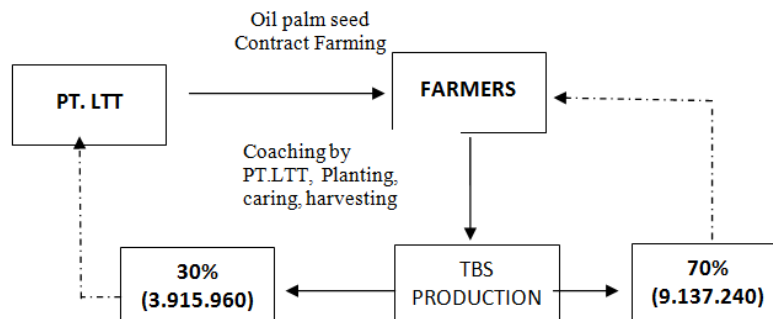 Oil palm seed
Contract Farming
PT. LTT
FARMERS
Coaching by
PT.LTT, Planting,
caring, harvesting
30%
(3.915.960)
TBS
PRODUCTION
70%
(9.137.240)